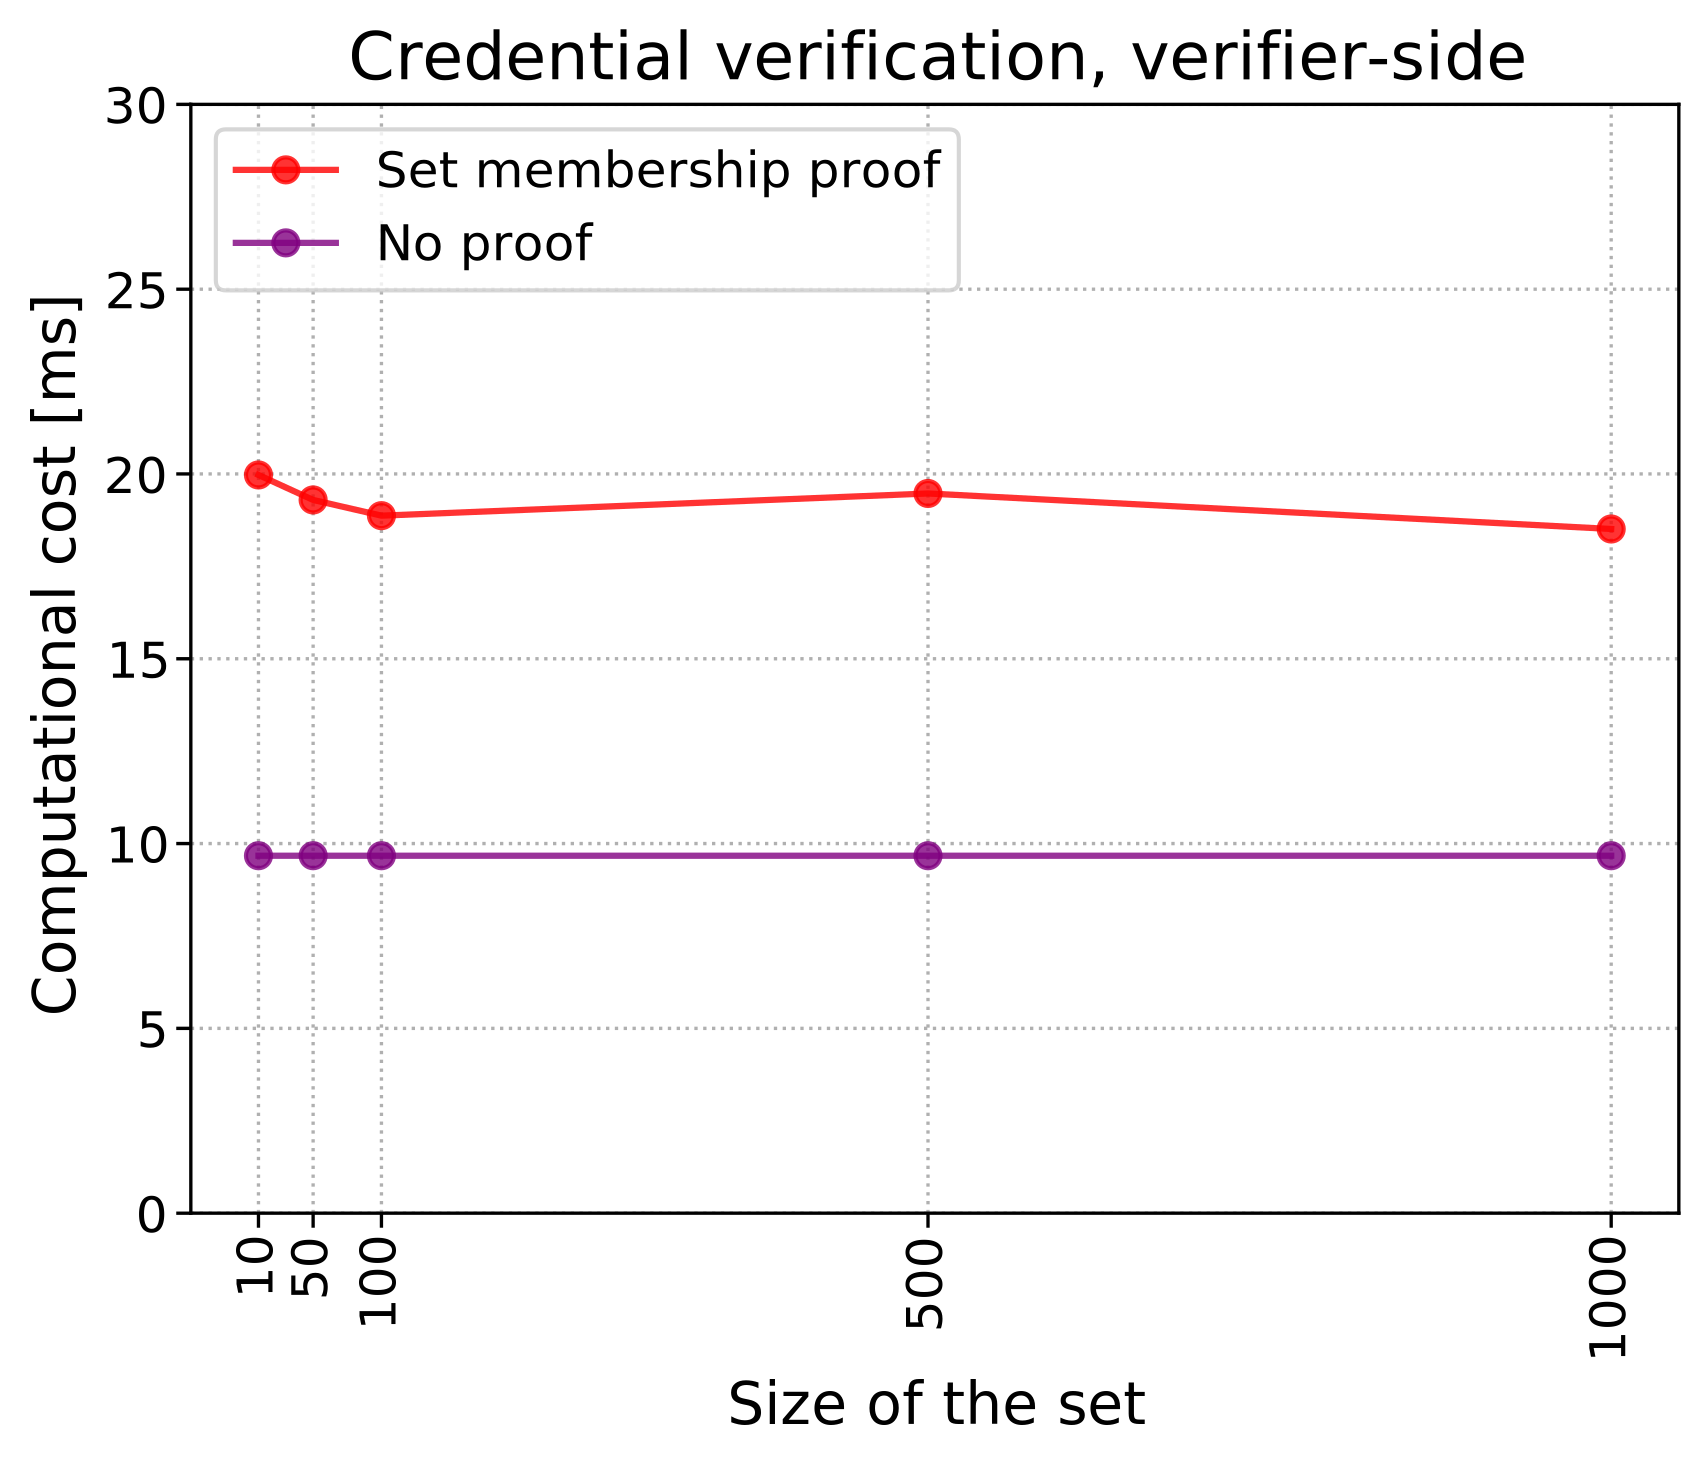 Credential verification, verifier-side
30
25
20
15
10
5
0
Computational cost [ms]
Set membership proof
No proof
10
50
100
500
1000
Size of the set